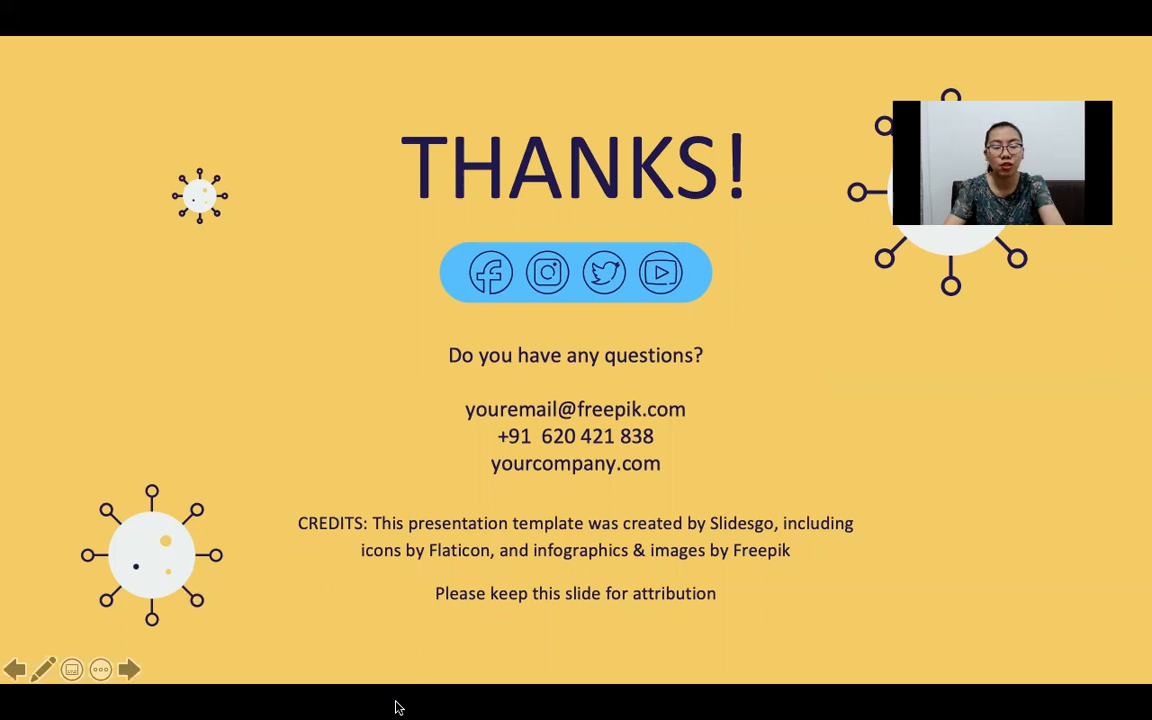 THANKS!
Do you have any questions?
youremail@freepik.com
+91 620 421 838
yourcompany.com
CREDITS: This presentation template was created by Slidesgo, including
icons by Flaticon, and infographics & images by Freepik
Please keep this slide for attribution